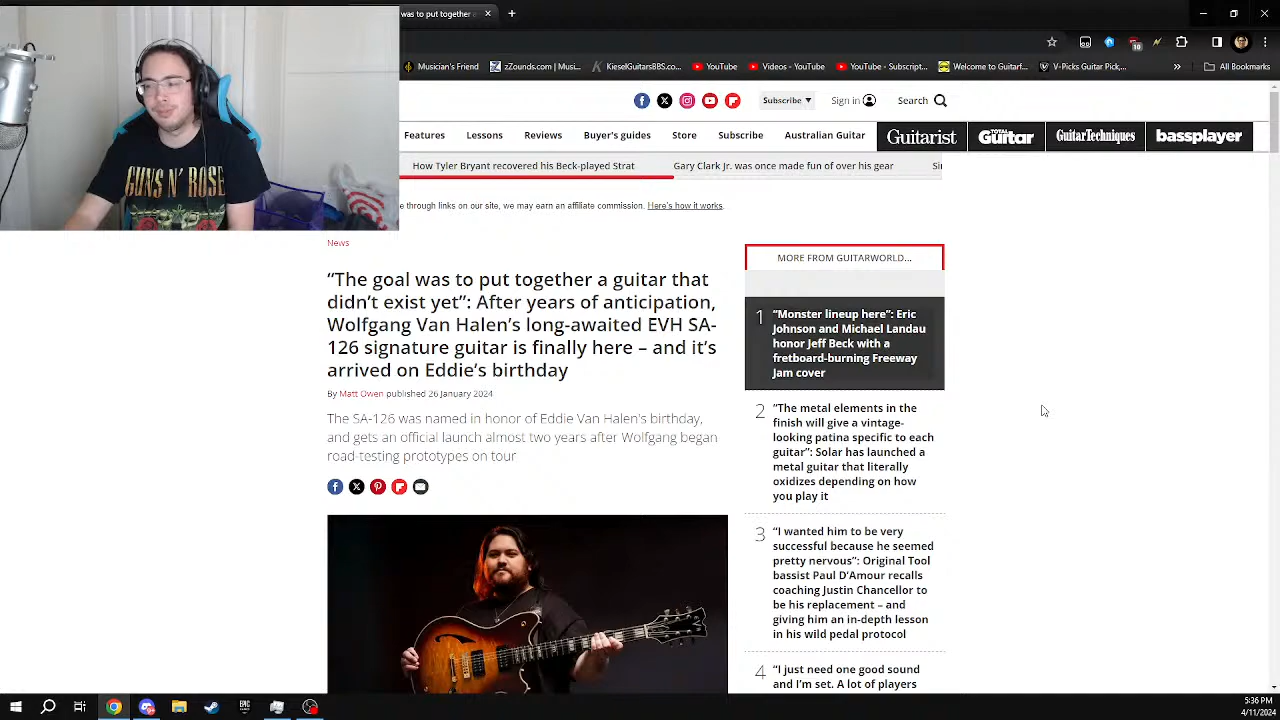 was to put together
Musician's Friend
zZounds.com | Musi...
KieselGuitarsBBS.co...
YouTube
Videos - YouTube
YouTube - Subscript...
Welcome to Guitarf...
V-Picks Guitar Pick,...
»
All Bookmarks
10
Subscribe ▼
Sign in
Search
Features
Lessons
Reviews
Buyer's guides
Store
Subscribe
Australian Guitar
Guitarist
TOTAL Guitar
GuitarTechniques
bassplayer
How Tyler Bryant recovered his Beck-played Strat
Gary Clark Jr. was once made fun of over his gear
Si
e through links on our site, we may earn an affiliate commission. Here's how it works.
GUNS N' ROSE
News
“The goal was to put together a guitar that
didn’t exist yet”: After years of anticipation,
Wolfgang Van Halen’s long-awaited EVH SA-
126 signature guitar is finally here – and it’s
arrived on Eddie’s birthday
By Matt Owen published 26 January 2024
The SA-126 was named in honor of Eddie Van Halen's birthday,
and gets an official launch almost two years after Wolfgang began
road-testing prototypes on tour
MORE FROM GUITARWORLD...
1
“Monster lineup here”: Eric
Johnson and Michael Landau
honor Jeff Beck with a
fretboard-burning Freeway
Jam cover
2
“The metal elements in the
finish will give a vintage-
looking patina specific to each
guitar”: Solar has launched a
metal guitar that literally
oxidizes depending on how
you play it
3
“I wanted him to be very
successful because he seemed
pretty nervous”: Original Tool
bassist Paul D’Amour recalls
coaching Justin Chancellor to
be his replacement – and
giving him an in-depth lesson
in his wild pedal protocol
4
“I just need one good sound
and I’m set. A lot of players
EPIC
5:36 PM
4/11/2024